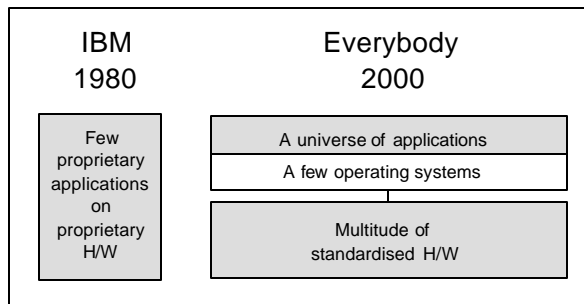 IBM
1980
Few
proprietary
applications
on
proprietary
H/W
Everybody
2000
A universe of applications
A few operating systems
Multitude of
standardised H/W